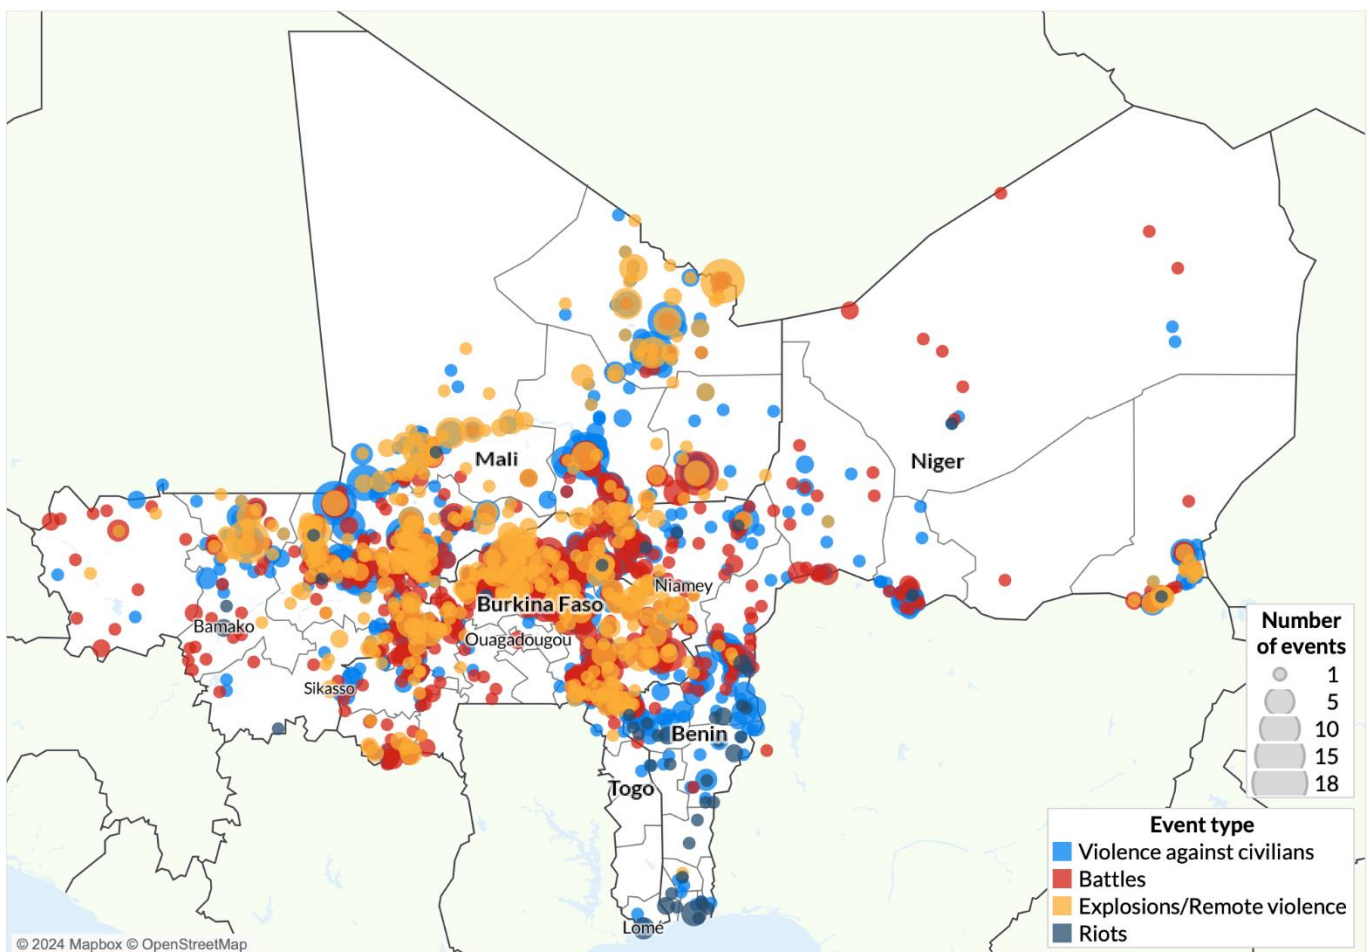 Mali
Niger
Niamey
Burkina Faso
Bamako
Ouagadougou
Sikasso
Benin
Togo
Lomé
Number
of events
1
5
10
15
18
Event type
Violence against civilians
Battles
Explosions/Remote violence
Riots
© 2024 Mapbox © OpenStreetMap